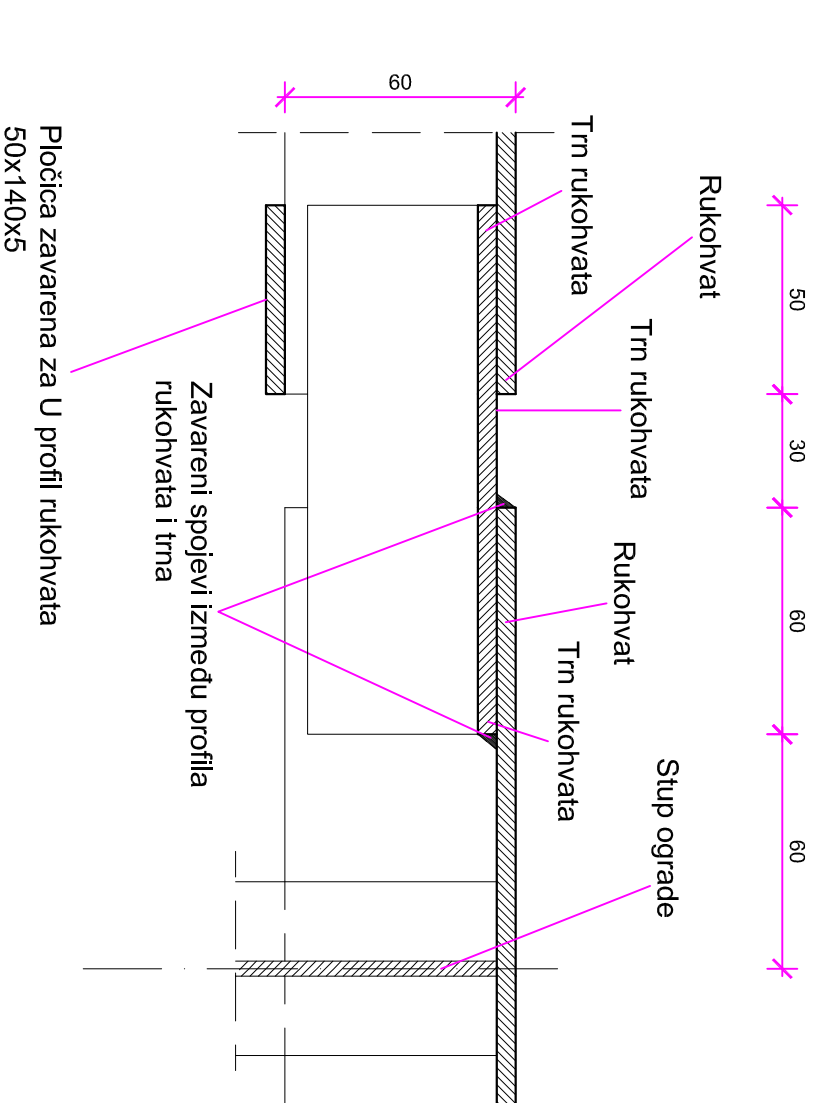 50
30
60
60
60
Rukohvat
Trn rukohvata
Trn rukohvata
Rukohvat
Trn rukohvata
Stup ograde
Zavareni spojevi između profila
rukohvata i trna
Pločica zavarena za U profil rukohvata
50x140x5